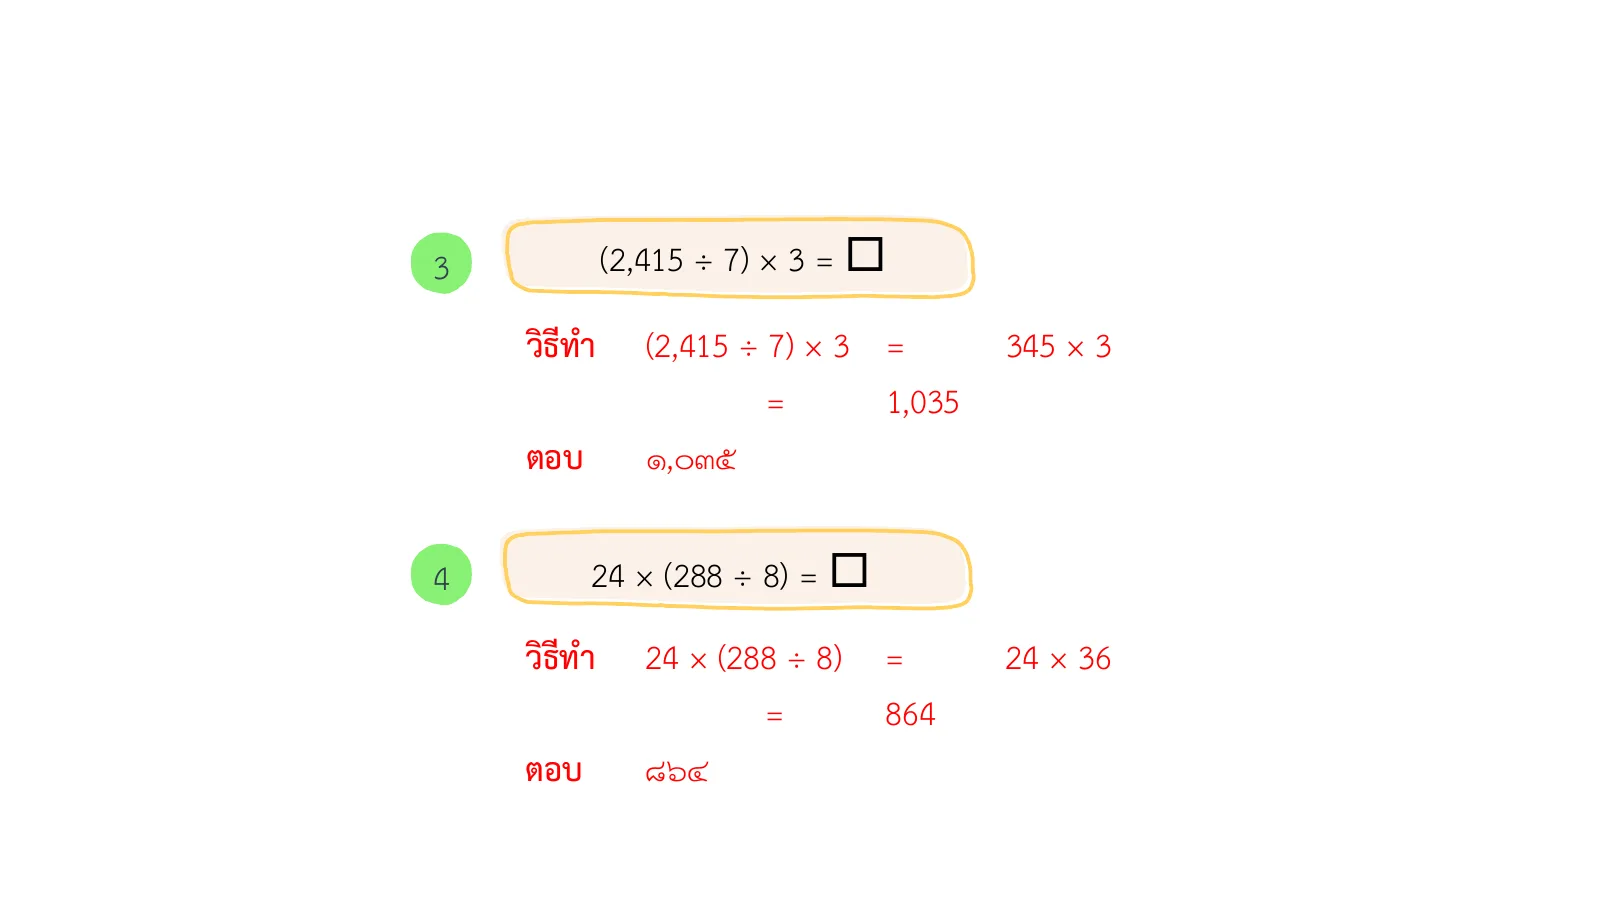 3
(2,415 ÷ 7) × 3 = □
วิธีทำ (2,415 ÷ 7) × 3 = 345 × 3
= 1,035
ตอบ ๑,๐๓๕
4
24 × (288 ÷ 8) = □
วิธีทำ 24 × (288 ÷ 8) = 24 × 36
= 864
ตอบ ๘๖๔